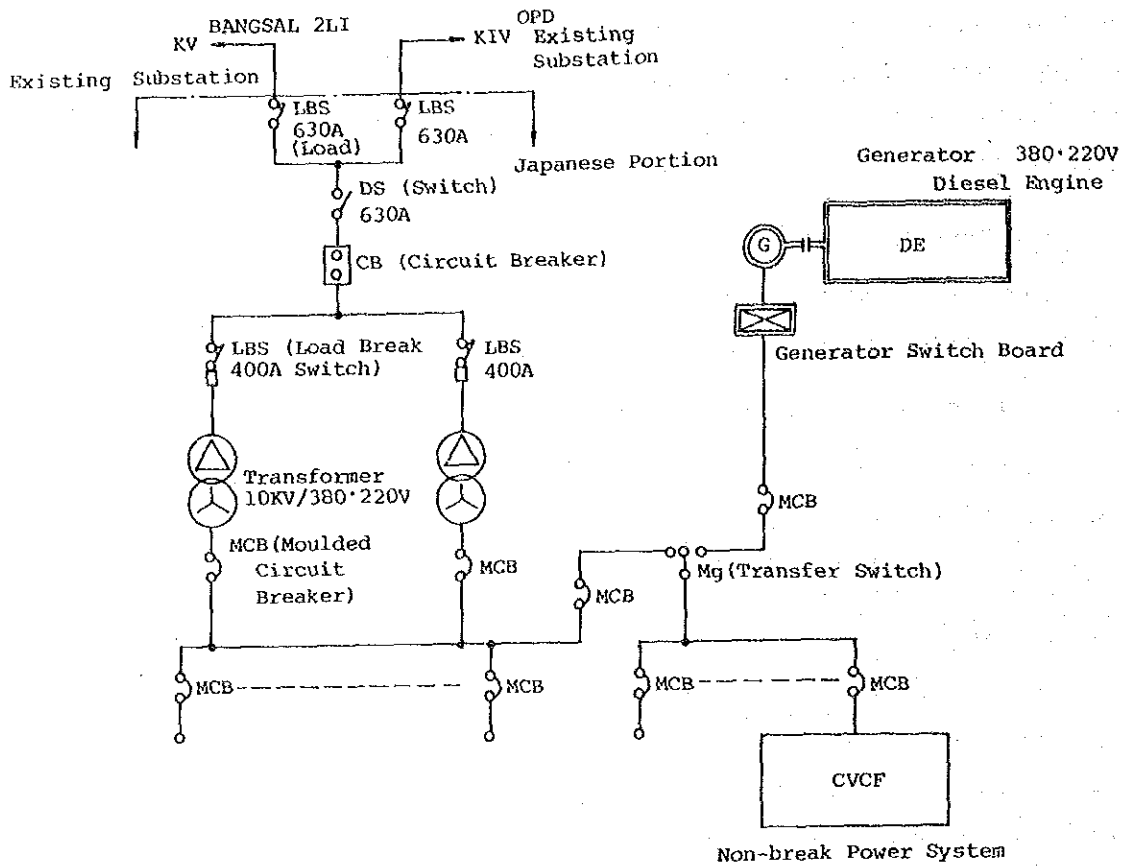 BANGSAL 2LI
KV
OPD
KIV Existing
Substation
Existing Substation
LBS
630A
(Load)
LBS
630A
Japanese Portion
DS (Switch)
630A
CB (Circuit Breaker)
Generator 380·220V
Diesel Engine
G
DE
Generator Switch Board
LBS (Load Break
400A Switch)
LBS
400A
Transformer
10KV/380·220V
MCB(Moulded
Circuit
Breaker)
MCB
MCB
MCB
Mg(Transfer Switch)
MCB
MCB
MCB
MCB
CVCF
Non-break Power System